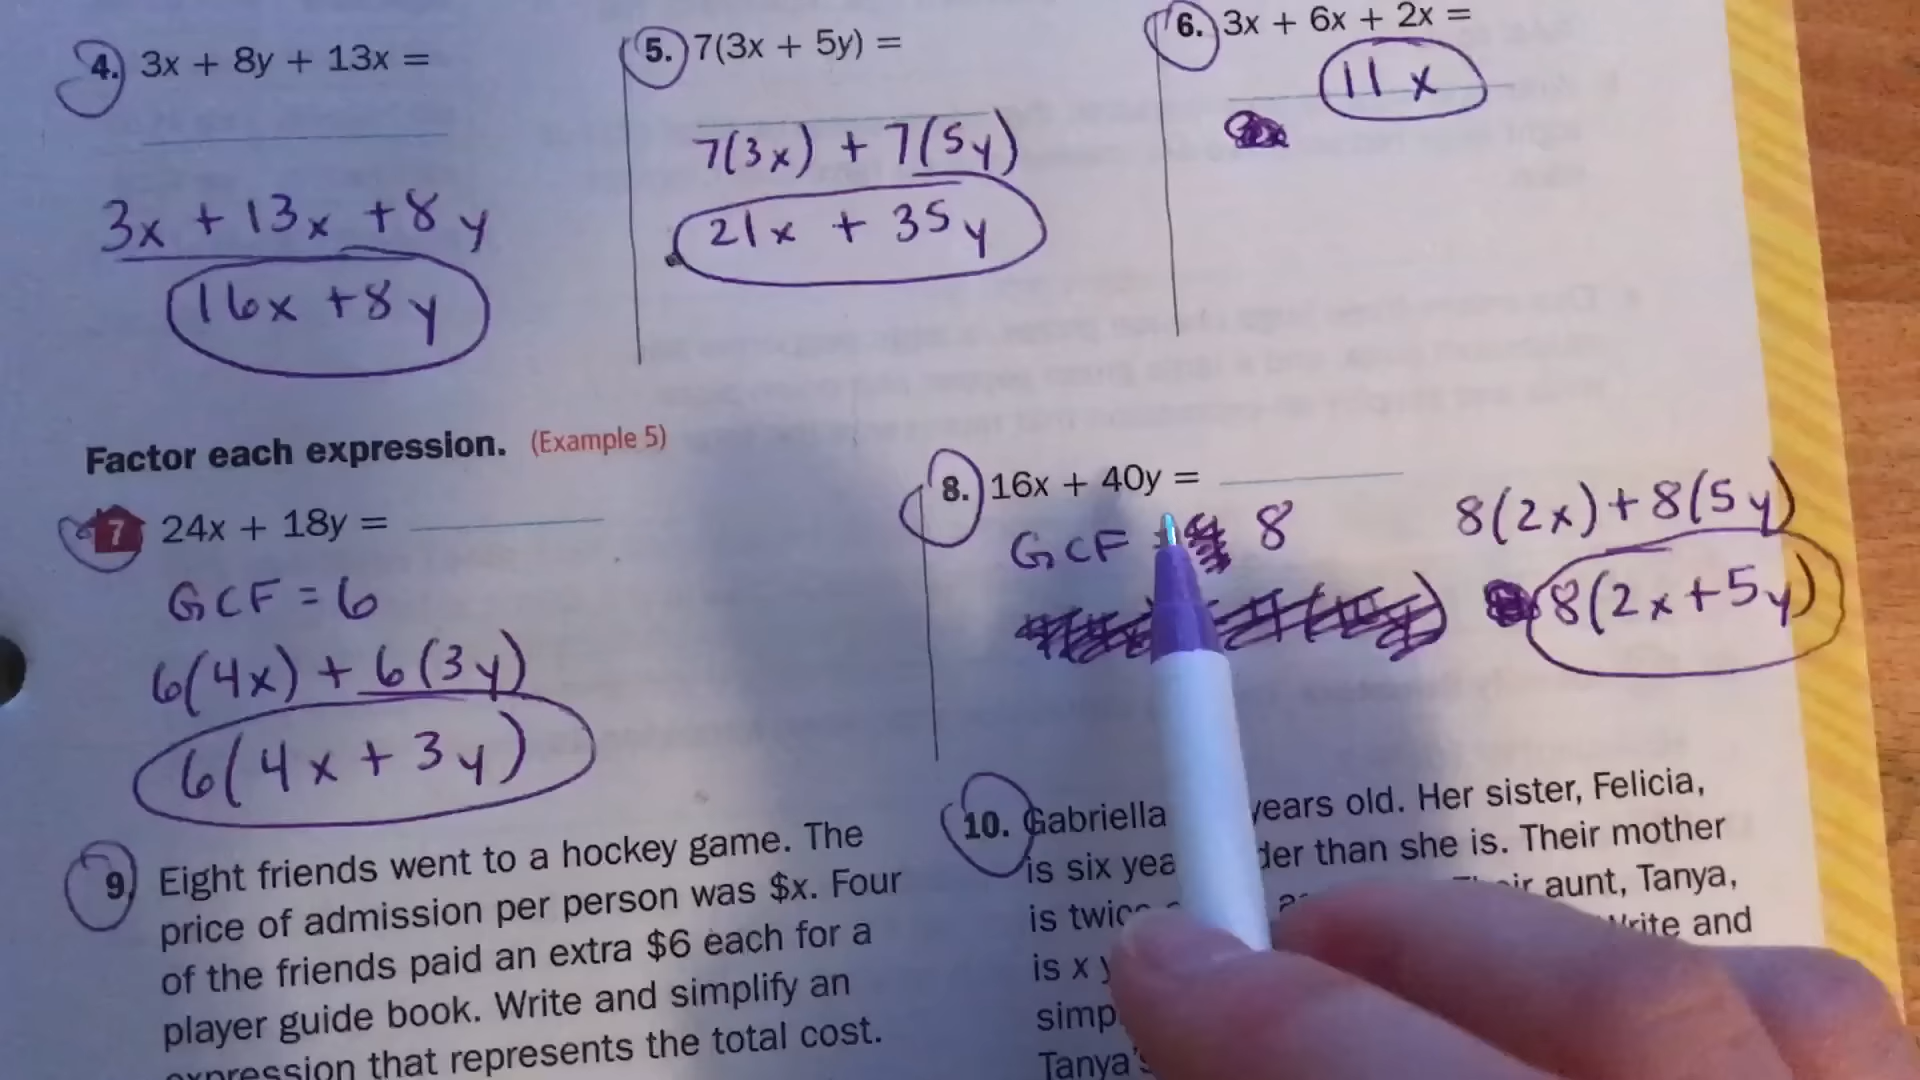 4. 3x + 8y + 13x =
3x + 13x + 8y
16x + 8y
5. 7(3x + 5y) =
7(3x) + 7(5y)
21x + 35y
6. 3x + 6x + 2x =
11x
Factor each expression. (Example 5)
7 24x + 18y =
GCF = 6
6(4x) + 6(3y)
6(4x + 3y)
8. 16x + 40y =
GCF 8
8(2x) + 8(5y)
8(2x + 5y)
9. Eight friends went to a hockey game. The
price of admission per person was $x. Four
of the friends paid an extra $6 each for a
player guide book. Write and simplify an
expression that represents the total cost.
10. Gabriella years old. Her sister, Felicia,
is six than she is. Their mother
is twice aunt, Tanya,
is x and
Tanya's